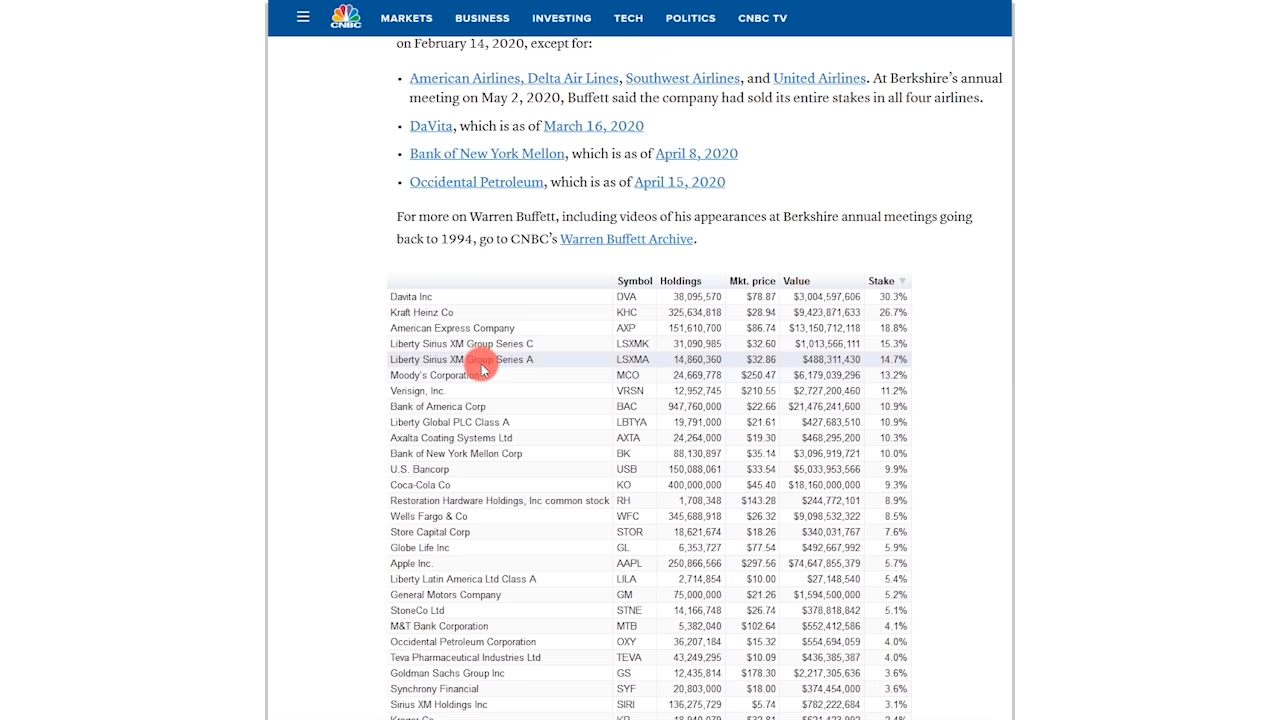 CNBC MARKETS BUSINESS INVESTING TECH POLITICS CNBC TV
on February 14, 2020, except for:
• American Airlines, Delta Air Lines, Southwest Airlines, and United Airlines. At Berkshire’s annual
meeting on May 2, 2020, Buffett said the company had sold its entire stakes in all four airlines.
• DaVita, which is as of March 16, 2020
• Bank of New York Mellon, which is as of April 8, 2020
• Occidental Petroleum, which is as of April 15, 2020
For more on Warren Buffett, including videos of his appearances at Berkshire annual meetings going
back to 1994, go to CNBC’s Warren Buffett Archive.
Symbol Holdings Mkt. price Value Stake
Davita Inc DVA 38,095,570 $78.87 $3,004,597,606 30.3%
Kraft Heinz Co KHC 325,634,818 $28.94 $9,423,871,633 26.7%
American Express Company AXP 151,610,700 $86.74 $13,150,712,118 18.8%
Liberty Sirius XM Group Series C LSXMK 31,090,985 $32.60 $1,013,566,111 15.3%
Liberty Sirius XM Group Series A LSXMA 14,860,360 $32.86 $488,311,430 14.7%
Moody's Corporation MCO 24,669,778 $250.47 $6,179,039,296 13.2%
Verisign, Inc. VRSN 12,952,745 $210.55 $2,727,200,460 11.2%
Bank of America Corp BAC 947,760,000 $22.66 $21,476,241,600 10.9%
Liberty Global PLC Class A LBTYA 19,791,000 $21.61 $427,683,510 10.9%
Axalta Coating Systems Ltd AXTA 24,264,000 $19.30 $468,295,200 10.3%
Bank of New York Mellon Corp BK 88,130,897 $35.14 $3,096,919,721 10.0%
U.S. Bancorp USB 150,088,061 $33.54 $5,033,953,566 9.9%
Coca-Cola Co KO 400,000,000 $45.40 $18,160,000,000 9.3%
Restoration Hardware Holdings, Inc common stock RH 1,708,348 $143.28 $244,772,101 8.9%
Wells Fargo & Co WFC 345,688,918 $26.32 $9,098,532,322 8.5%
Store Capital Corp STOR 18,621,674 $18.26 $340,031,767 7.6%
Globe Life Inc GL 6,353,727 $77.54 $492,667,992 5.9%
Apple Inc. AAPL 250,866,566 $297.56 $74,647,855,379 5.7%
Liberty Latin America Ltd Class A LILA 2,714,854 $10.00 $27,148,540 5.4%
General Motors Company GM 75,000,000 $21.26 $1,594,500,000 5.2%
StoneCo Ltd STNE 14,166,748 $26.74 $378,818,842 5.1%
M&T Bank Corporation MTB 5,382,040 $102.64 $552,412,586 4.1%
Occidental Petroleum Corporation OXY 36,207,184 $15.32 $554,694,059 4.0%
Teva Pharmaceutical Industries Ltd TEVA 43,249,295 $10.09 $436,385,387 4.0%
Goldman Sachs Group Inc GS 12,435,814 $178.30 $2,217,305,636 3.6%
Synchrony Financial SYF 20,803,000 $18.00 $374,454,000 3.6%
Sirius XM Holdings Inc SIRI 136,275,729 $5.74 $782,222,684 3.1%